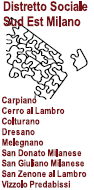 Distretto Sociale
Sud Est Milano
Carpiano
Cerro al Lambro
Colturano
Dresano
Melegnano
San Donato Milanese
San Giuliano Milanese
San Zenone al Lambro
Vizzolo Predabissi